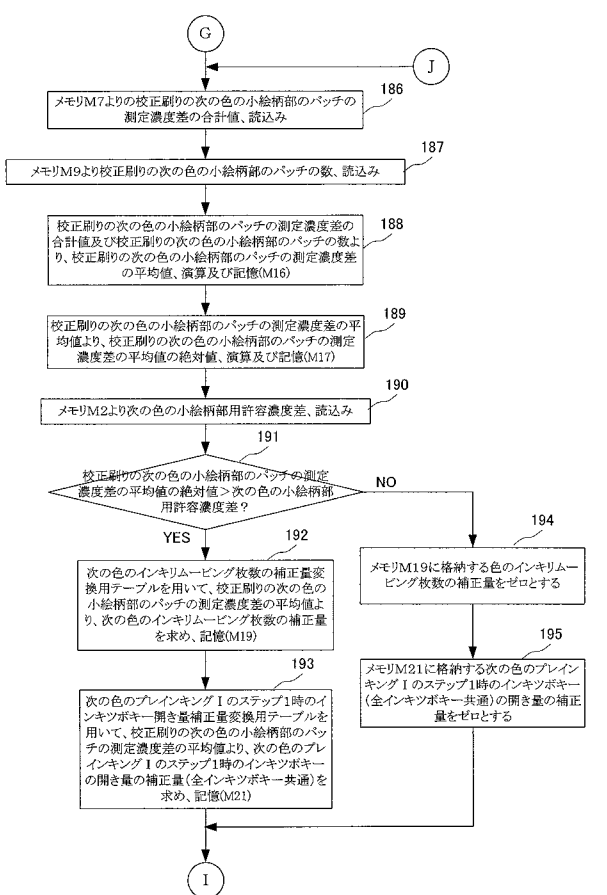 G
J
186
メモリM7よりの校正刷りの次の色の小絵柄部のパッチの
測定濃度差の合計値、読込み
187
メモリM9より校正刷りの次の色の小絵柄部のパッチの数、読込み
188
校正刷りの次の色の小絵柄部のパッチの測定濃度差の
合計値及び校正刷りの次の色の小絵柄部のパッチの数よ
り、校正刷りの次の色の小絵柄部のパッチの測定濃度差
の平均値、演算及び記憶(M16)
189
校正刷りの次の色の小絵柄部のパッチの測定濃度差の平
均値より、校正刷りの次の色の小絵柄部のパッチの測定
濃度差の平均値の絶対値、演算及び記憶(M17)
190
メモリM2より次の色の小絵柄部用許容濃度差、読込み
191
校正刷りの次の色の小絵柄部のパッチの測定
濃度差の平均値の絶対値>次の色の小絵柄部
用許容濃度差?
NO
YES
192
次の色のインキリムービング枚数の補正量変
換用テーブルを用いて、校正刷りの次の色の
小絵柄部のパッチの測定濃度差の平均値よ
り、次の色のインキリムービング枚数の補正量
を求め、記憶(M19)
194
メモリM19に格納する色のインキリムー
ビング枚数の補正量をゼロとする
193
次の色のプレインキングⅠのステップ1時のイ
ンキツボキー開き量補正量変換用テーブルを
用いて、校正刷りの次の色の小絵柄部のパッ
チの測定濃度差の平均値より、次の色のプレ
インキングⅠのステップ1時のインキツボキー
の開き量の補正量(全インキツボキー共通)を
求め、記憶(M21)
195
メモリM21に格納する次の色のプレイン
キングⅠのステップ1時のインキツボキー
(全インキツボキー共通)の開き量の補正
量をゼロとする
I